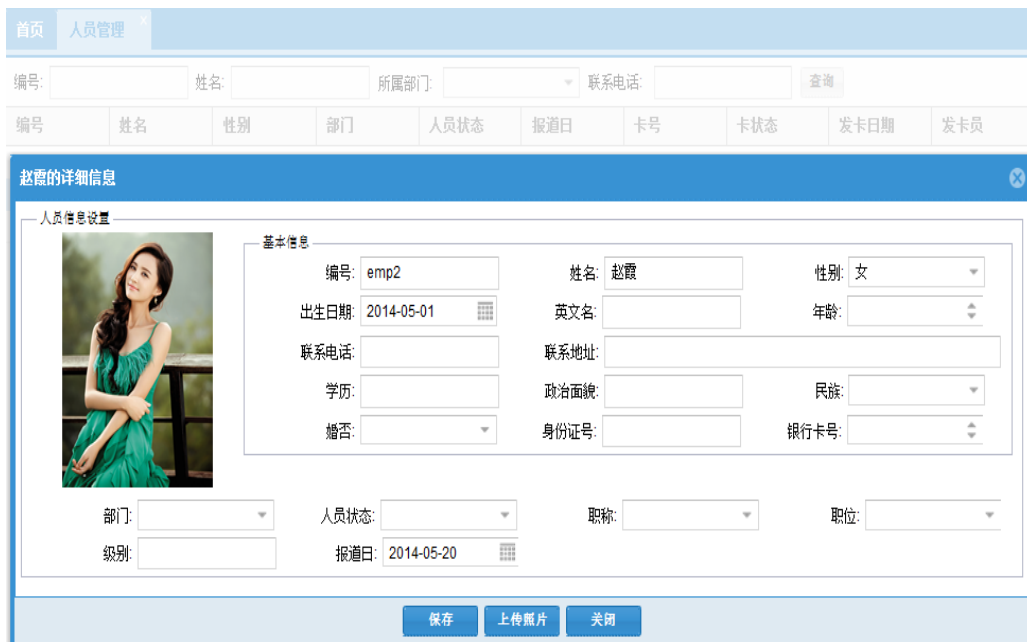 首页 人员管理 x
编号: 姓名: 所属部门: 联系电话: 查询
编号 姓名 性别 部门 人员状态 报道日 卡号 卡状态 发卡日期 发卡员
赵霞的详细信息
人员信息设置
基本信息
编号: emp2 姓名: 赵霞 性别: 女
出生日期: 2014-05-01 英文名: 年龄:
联系电话: 联系地址:
学历: 政治面貌: 民族:
婚否: 身份证号: 银行卡号:
部门: 人员状态: 职称: 职位:
级别: 报道日: 2014-05-20
保存 上传照片 关闭